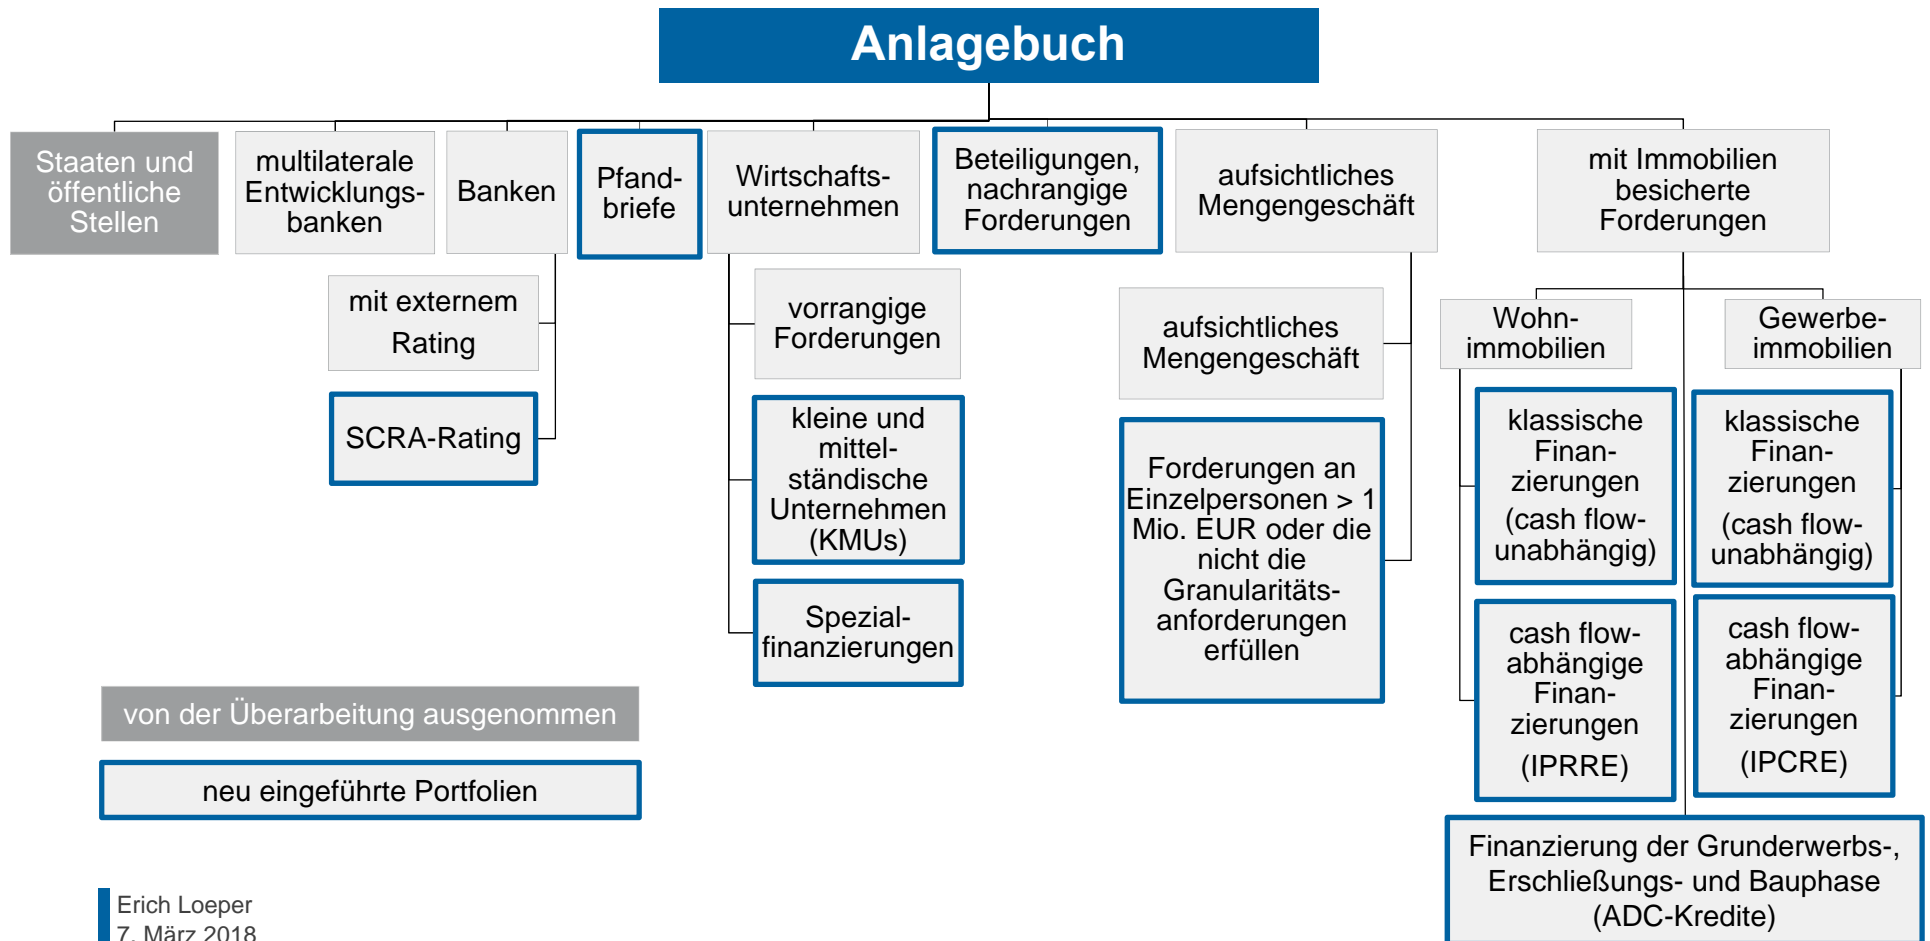 Anlagebuch
Staaten und
öffentliche
Stellen
multilaterale
Entwicklungs-
banken
Banken
Pfand-
briefe
Wirtschafts-
unternehmen
Beteiligungen,
nachrangige
Forderungen
aufsichtliches
Mengengeschäft
mit Immobilien
besicherte
Forderungen
mit externem
Rating
SCRA-Rating
vorrangige
Forderungen
kleine und
mittel-
ständische
Unternehmen
(KMUs)
Spezial-
finanzierungen
aufsichtliches
Mengengeschäft
Forderungen an
Einzelpersonen > 1
Mio. EUR oder die
nicht die
Granularitäts-
anforderungen
erfüllen
Wohn-
immobilien
klassische
Finan-
zierungen
(cash flow-
unabhängig)
cash flow-
abhängige
Finan-
zierungen
(IPRRE)
Gewerbe-
immobilien
klassische
Finan-
zierungen
(cash flow-
unabhängig)
cash flow-
abhängige
Finan-
zierungen
(IPCRE)
Finanzierung der Grunderwerbs-,
Erschließungs- und Bauphase
(ADC-Kredite)
von der Überarbeitung ausgenommen
neu eingeführte Portfolien
Erich Loeper
7. März 2018